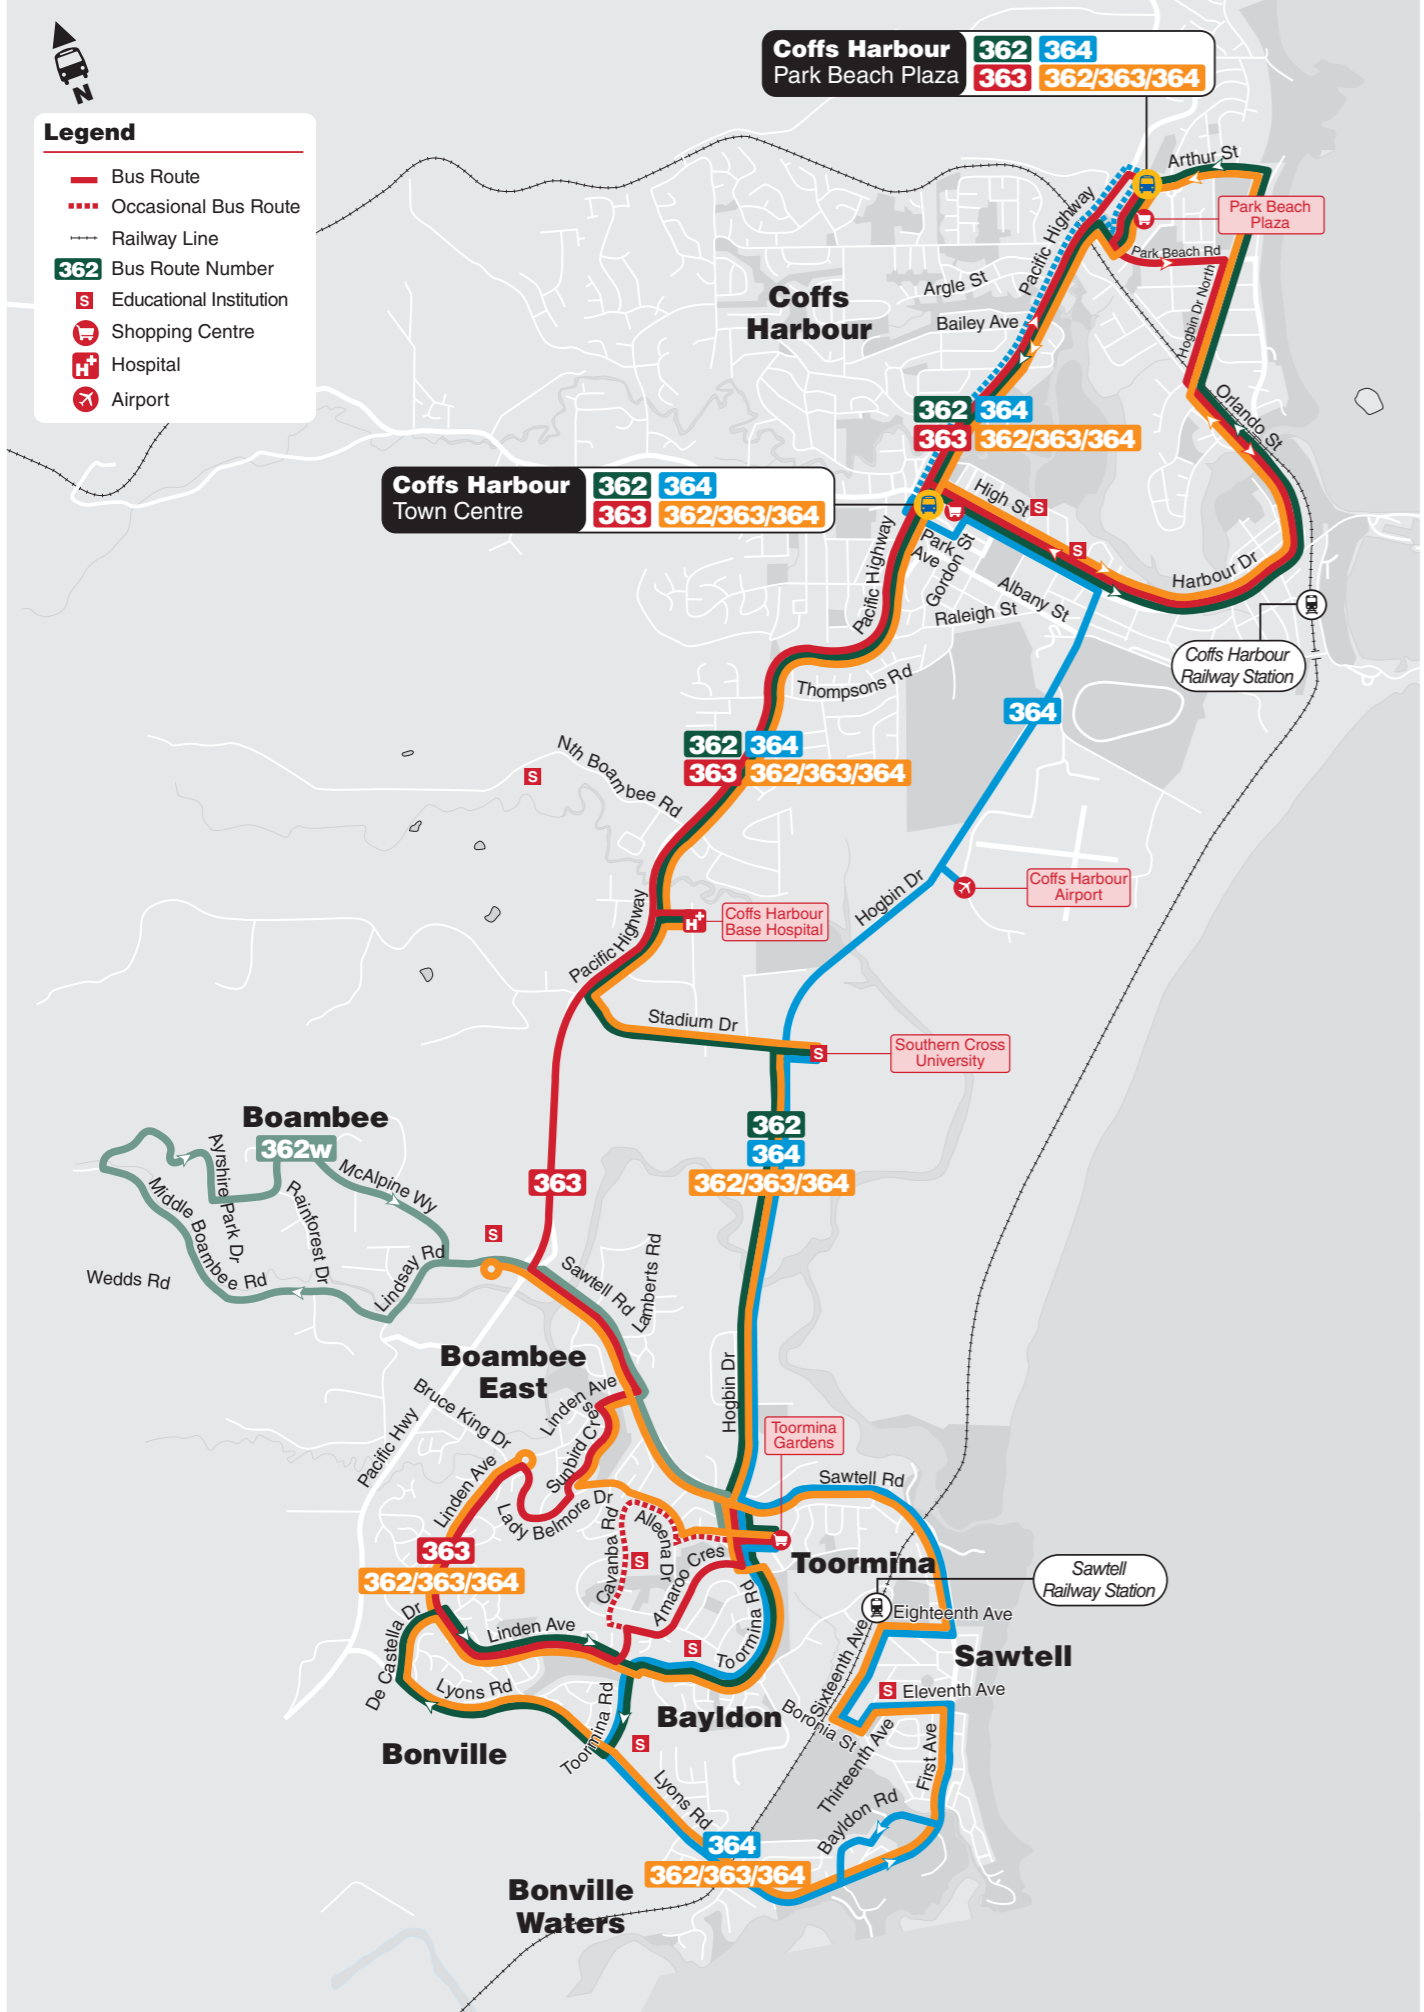 Coffs Harbour
Park Beach Plaza
362 364
363 362/363/364
N
Legend
Bus Route
Occasional Bus Route
Railway Line
362 Bus Route Number
S Educational Institution
Shopping Centre
H Hospital
Airport
Arthur St
Park Beach
Plaza
Pacific Highway
Park Beach Rd
Hogbin Dr North
Argle St
Bailey Ave
Coffs
Harbour
Orlando St
362 364
363 362/363/364
Coffs Harbour
Town Centre
362 364
363 362/363/364
High St
S
S
Park
Ave
Gordon St
Albany St
Raleigh St
Harbour Dr
Pacific Highway
Coffs Harbour
Railway Station
Thompsons Rd
364
Nth Boambee Rd
S
362 364
363 362/363/364
Hogbin Dr
Coffs Harbour
Airport
H
Coffs Harbour
Base Hospital
Pacific Highway
Stadium Dr
S
Southern Cross
University
Boambee
362w
362
364
362/363/364
363
Ayrshire Park Dr
McAlpine Wy
Middle Boambee Rd
Rainforest Dr
Lindsay Rd
Wedds Rd
S
Sawtell Rd
Lamberts Rd
Boambee
East
Hogbin Dr
Bruce King Dr
Linden Ave
Sunbird Cres
Pacific Hwy
Linden Ave
Lady Belmore Dr
Toormina
Gardens
Sawtell Rd
Cavanba Rd
Alleena Dr
S
Amaroo Cres
363
362/363/364
Toormina
Sawtell
Railway Station
Eighteenth Ave
De Castella Dr
Linden Ave
S
Toormina Rd
Sixteenth Ave
Sawtell
Lyons Rd
Toormina Rd
Bayldon
S
Eleventh Ave
Boronia St
Thirteenth Ave
First Ave
Bonville
S
Lyons Rd
Bayldon Rd
364
362/363/364
Bonville
Waters